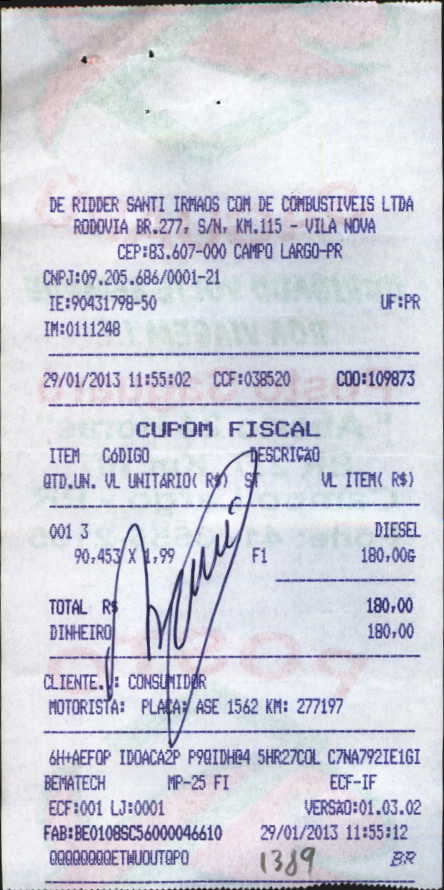 DE RIDDER SANTI IRMAOS COM DE COMBUSTIVEIS LTDA
RODOVIA BR.277, S/N, KM.115 - VILA NOVA
CEP:83.607-000 CAMPO LARGO-PR
CNPJ:09.205.686/0001-21
IE:90431798-50 UF:PR
IM:0111248
29/01/2013 11:55:02 CCF:038520 COO:109873
CUPOM FISCAL
ITEM CóDIGO DESCRIÇÃO
QTD.UN. VL UNITáRIO( R$) ST VL ITEM( R$)
001 3 DIESEL
90,453 X 1,99 F1 180,00G
TOTAL R$ 180,00
DINHEIRO 180,00
CLIENTE.: CONSUMIDOR
MOTORISTA: PLACA: ASE 1562 KM: 277197
6H+AEFOP IDOACA2P P9QIDH@4 5HR27COL C7NA792IE1GI
BEMATECH MP-25 FI ECF-IF
ECF:001 LJ:0001 VERSÃO:01.03.02
FAB:BE0108SC56000046610 29/01/2013 11:55:12
QQQQQQQQETWUOUTQPO 1389 BR